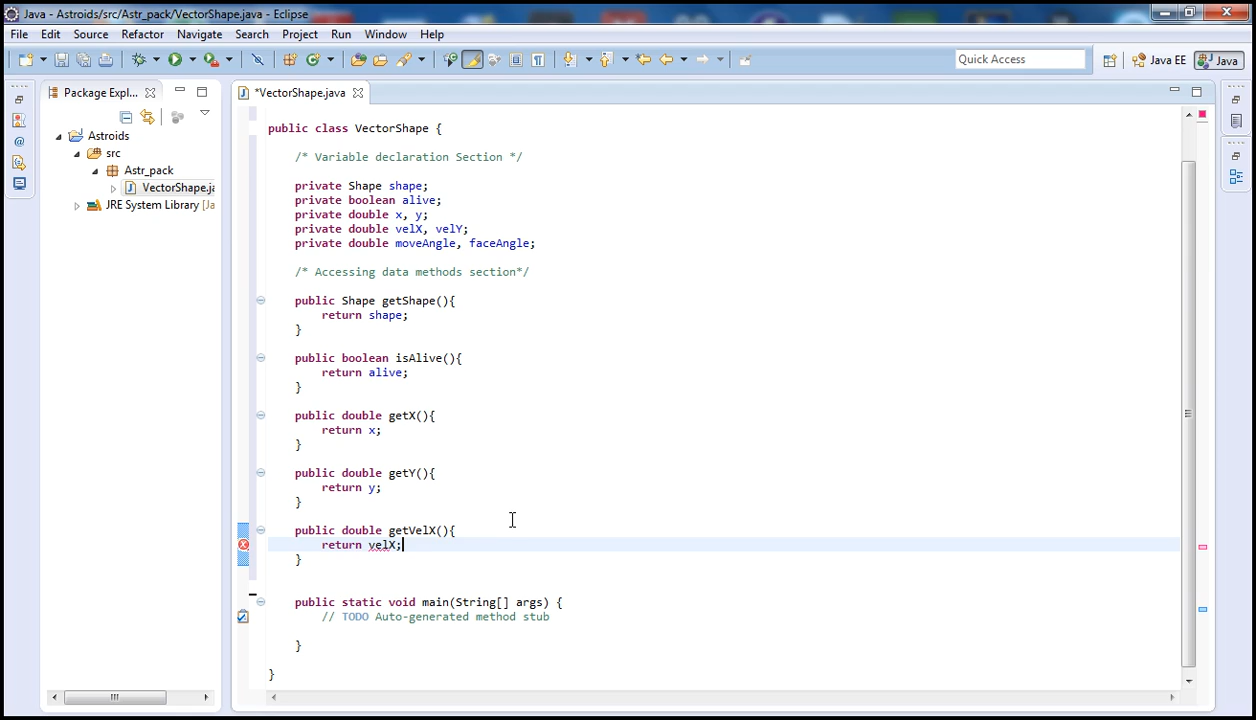 Java - Astroids/src/Astr_pack/VectorShape.java - Eclipse
File Edit Source Refactor Navigate Search Project Run Window Help
Quick Access
Java EE
Java
Package Expl...
*VectorShape.java
Astroids
src
Astr_pack
VectorShape.ja
JRE System Library [Ja
public class VectorShape {
/* Variable declaration Section */
private Shape shape;
private boolean alive;
private double x, y;
private double velX, velY;
private double moveAngle, faceAngle;
/* Accessing data methods section*/
public Shape getShape(){
return shape;
}
public boolean isAlive(){
return alive;
}
public double getX(){
return x;
}
public double getY(){
return y;
}
public double getVelX(){
return velX;
}
public static void main(String[] args) {
// TODO Auto-generated method stub
}
}